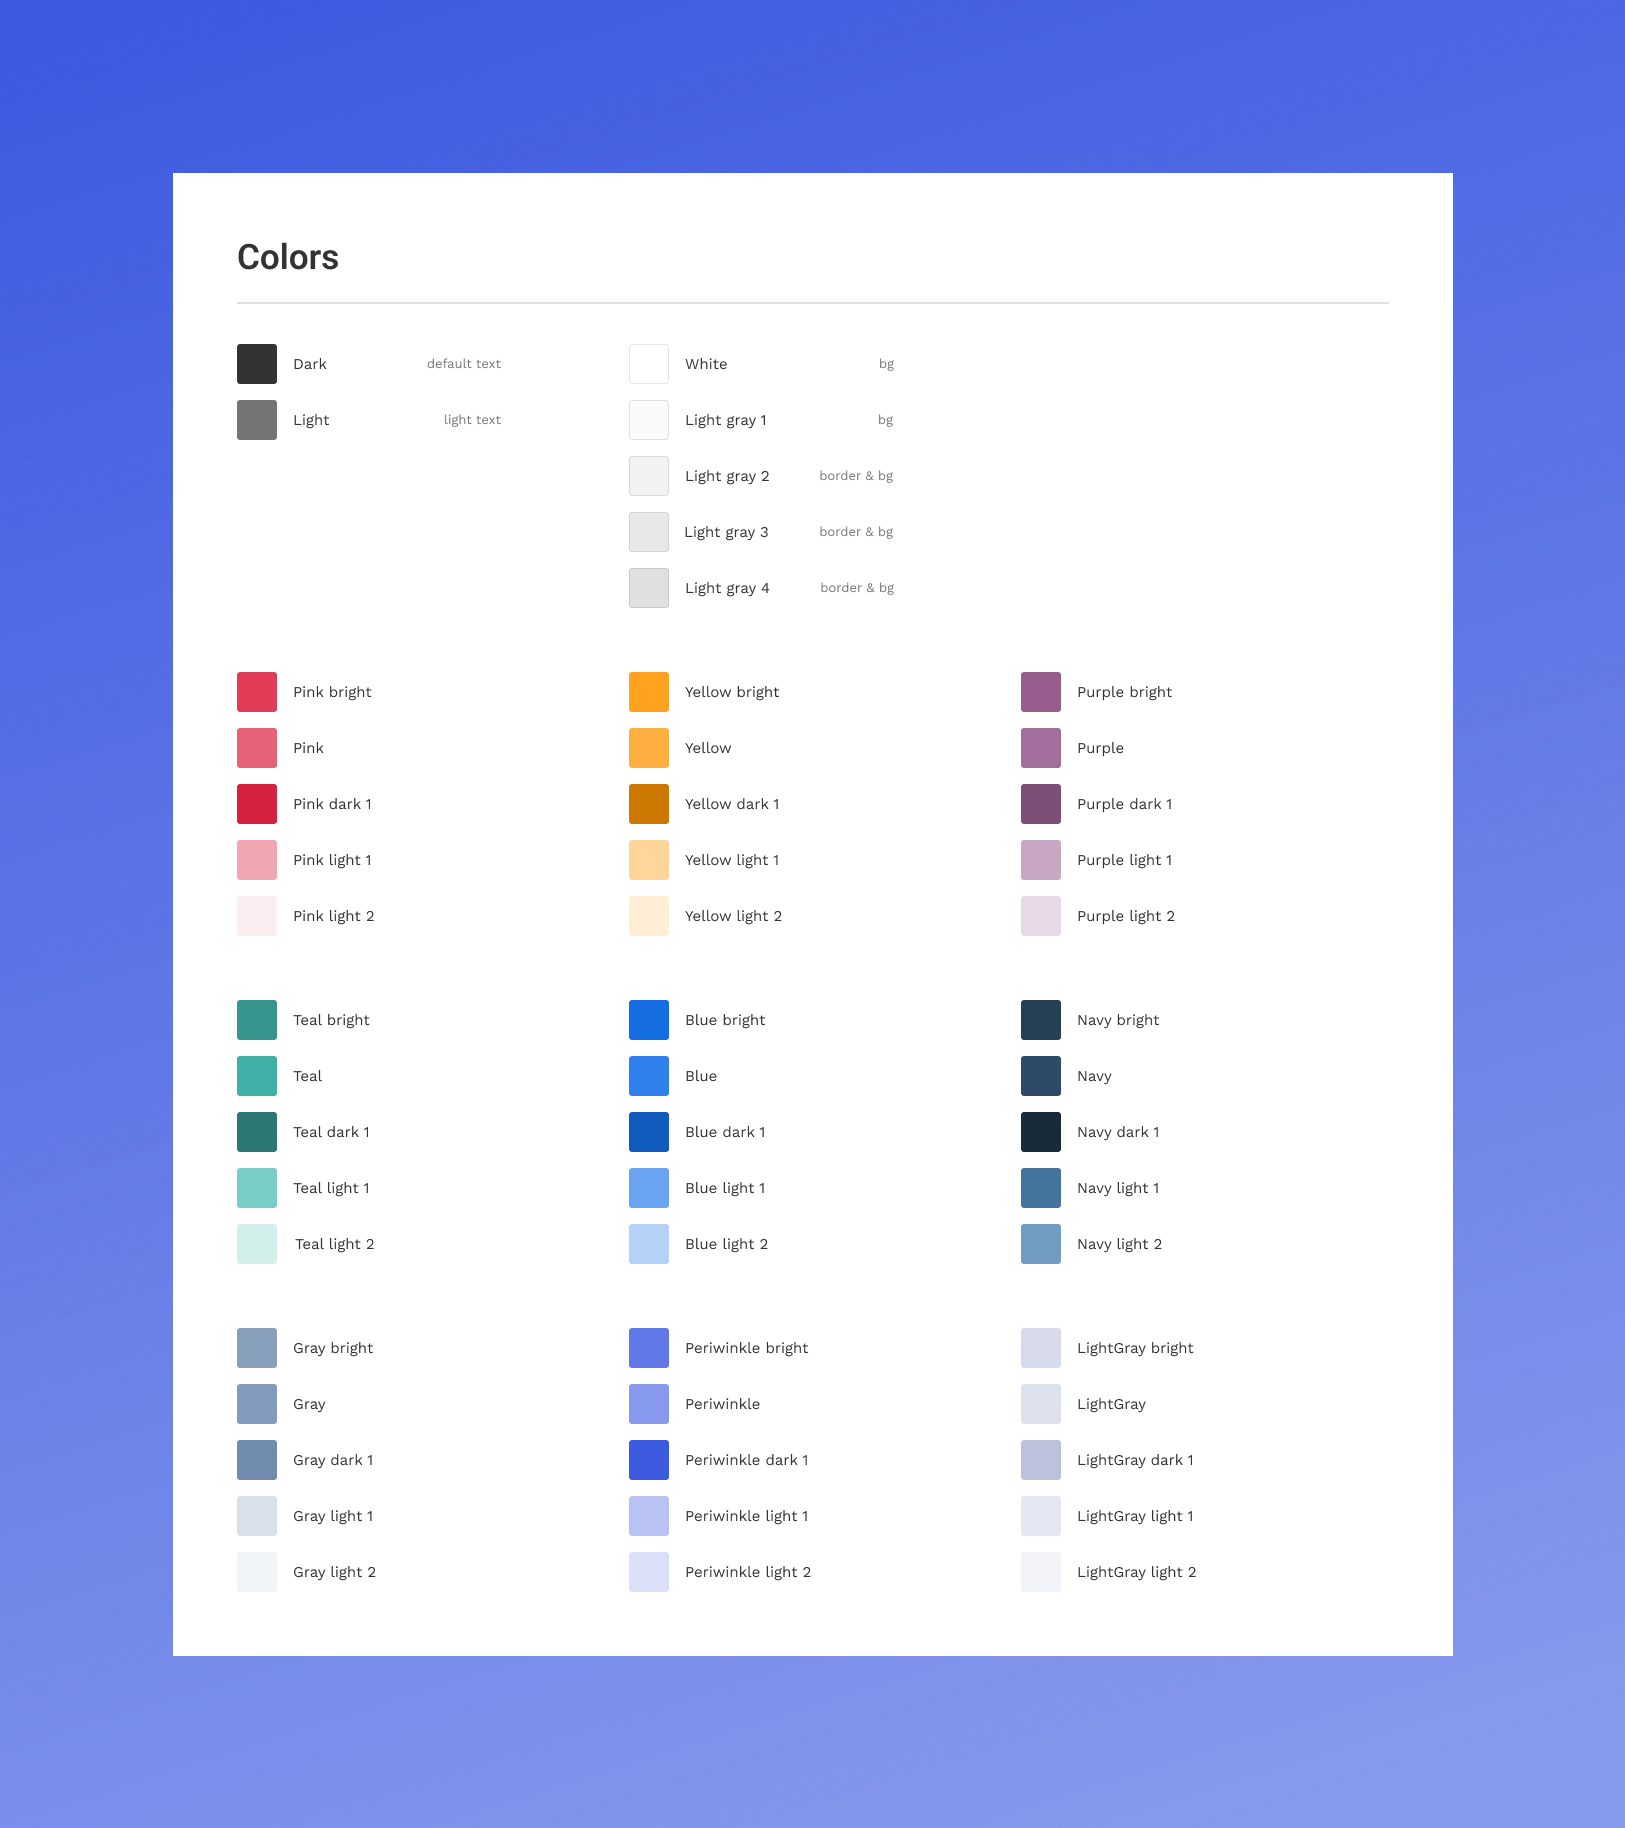 Colors
Dark default text
Light light text
White bg
Light gray 1 bg
Light gray 2 border & bg
Light gray 3 border & bg
Light gray 4 border & bg
Pink bright
Pink
Pink dark 1
Pink light 1
Pink light 2
Yellow bright
Yellow
Yellow dark 1
Yellow light 1
Yellow light 2
Purple bright
Purple
Purple dark 1
Purple light 1
Purple light 2
Teal bright
Teal
Teal dark 1
Teal light 1
Teal light 2
Blue bright
Blue
Blue dark 1
Blue light 1
Blue light 2
Navy bright
Navy
Navy dark 1
Navy light 1
Navy light 2
Gray bright
Gray
Gray dark 1
Gray light 1
Gray light 2
Periwinkle bright
Periwinkle
Periwinkle dark 1
Periwinkle light 1
Periwinkle light 2
LightGray bright
LightGray
LightGray dark 1
LightGray light 1
LightGray light 2